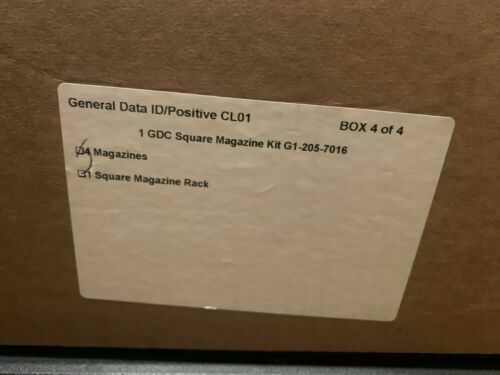 General Data ID/Positive CL01
BOX 4 of 4
1 GDC Square Magazine Kit G1-205-7016
4 Magazines
1 Square Magazine Rack